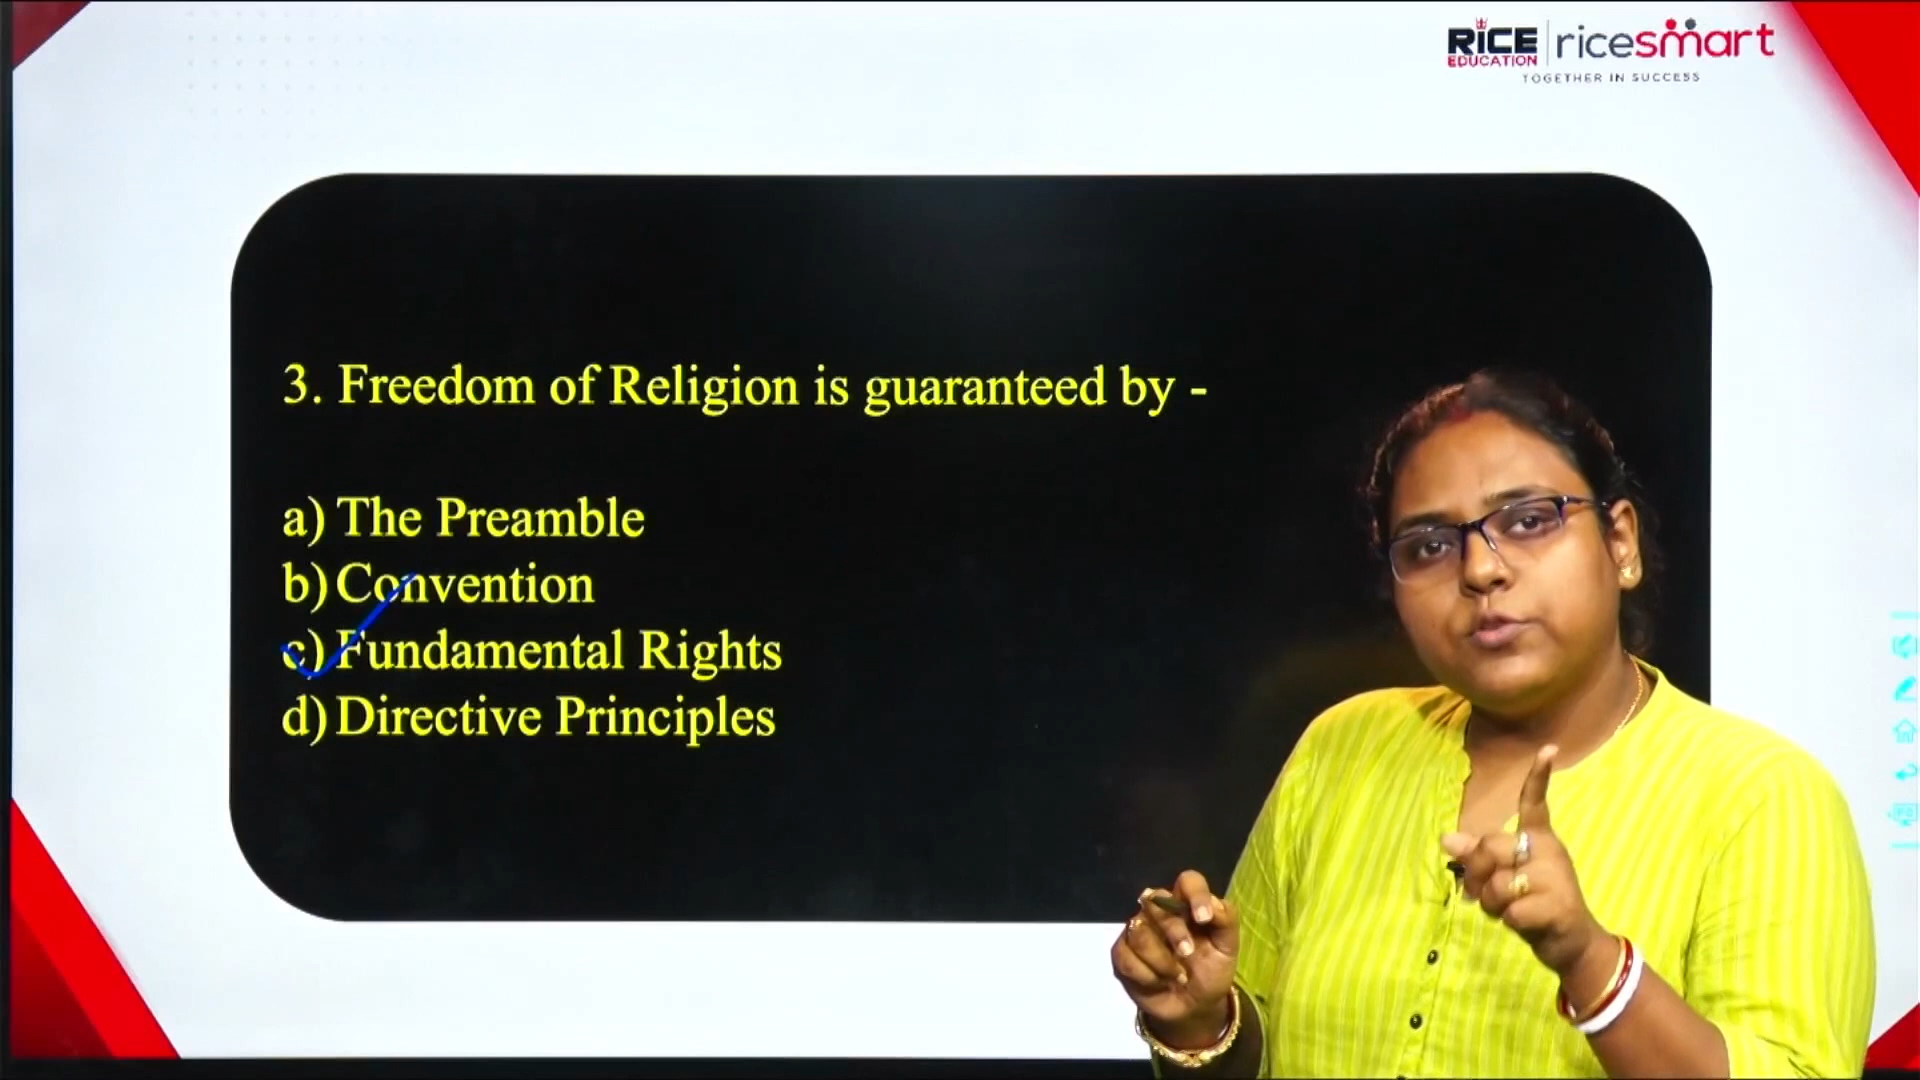 RICE
EDUCATION
ricesmart
TOGETHER IN SUCCESS
3. Freedom of Religion is guaranteed by -
a) The Preamble
b) Convention
c) Fundamental Rights
d) Directive Principles